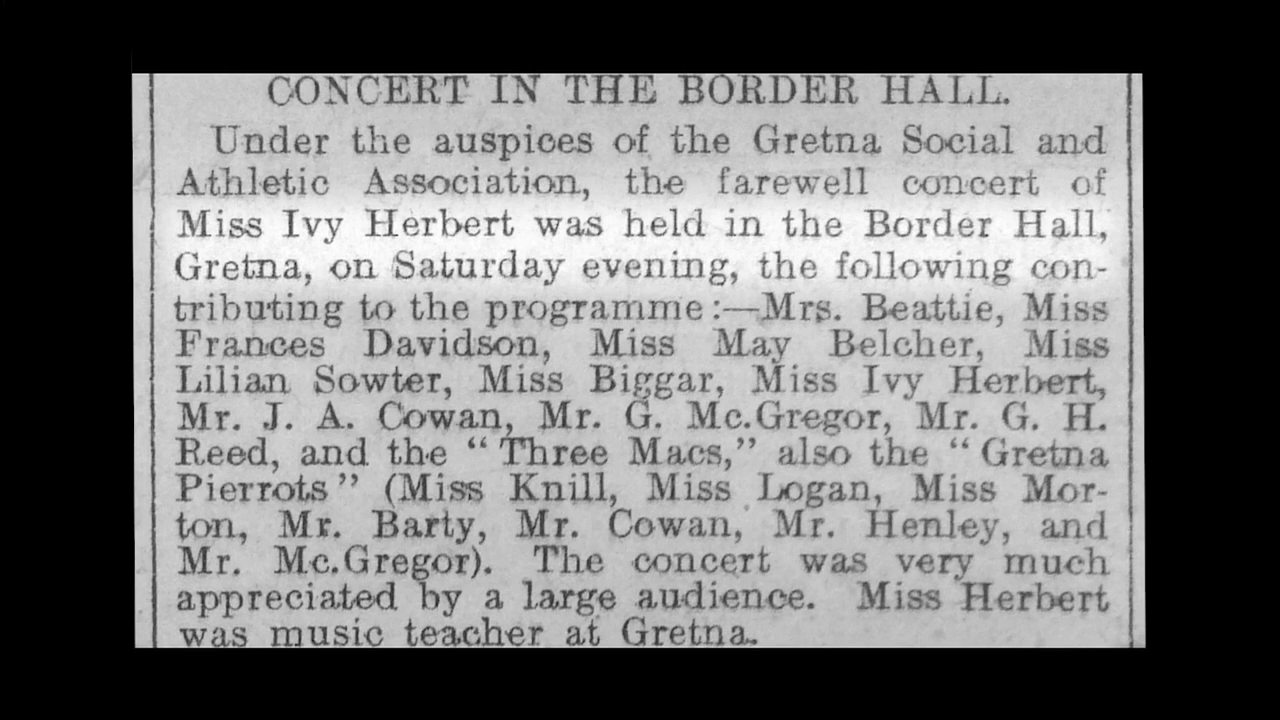 CONCERT IN THE BORDER HALL.
Under the auspices of the Gretna Social and
Athletic Association, the farewell concert of
Miss Ivy Herbert was held in the Border Hall,
Gretna, on Saturday evening, the following con-
tributing to the programme:—Mrs. Beattie, Miss
Frances Davidson, Miss May Belcher, Miss
Lilian Sowter, Miss Biggar, Miss Ivy Herbert,
Mr. J. A. Cowan, Mr. G. Mc.Gregor, Mr. G. H.
Reed, and the “Three Macs,” also the “Gretna
Pierrots” (Miss Knill, Miss Logan, Miss Mor-
ton, Mr. Barty, Mr. Cowan, Mr. Henley, and
Mr. Mc.Gregor). The concert was very much
appreciated by a large audience. Miss Herbert
was music teacher at Gretna.